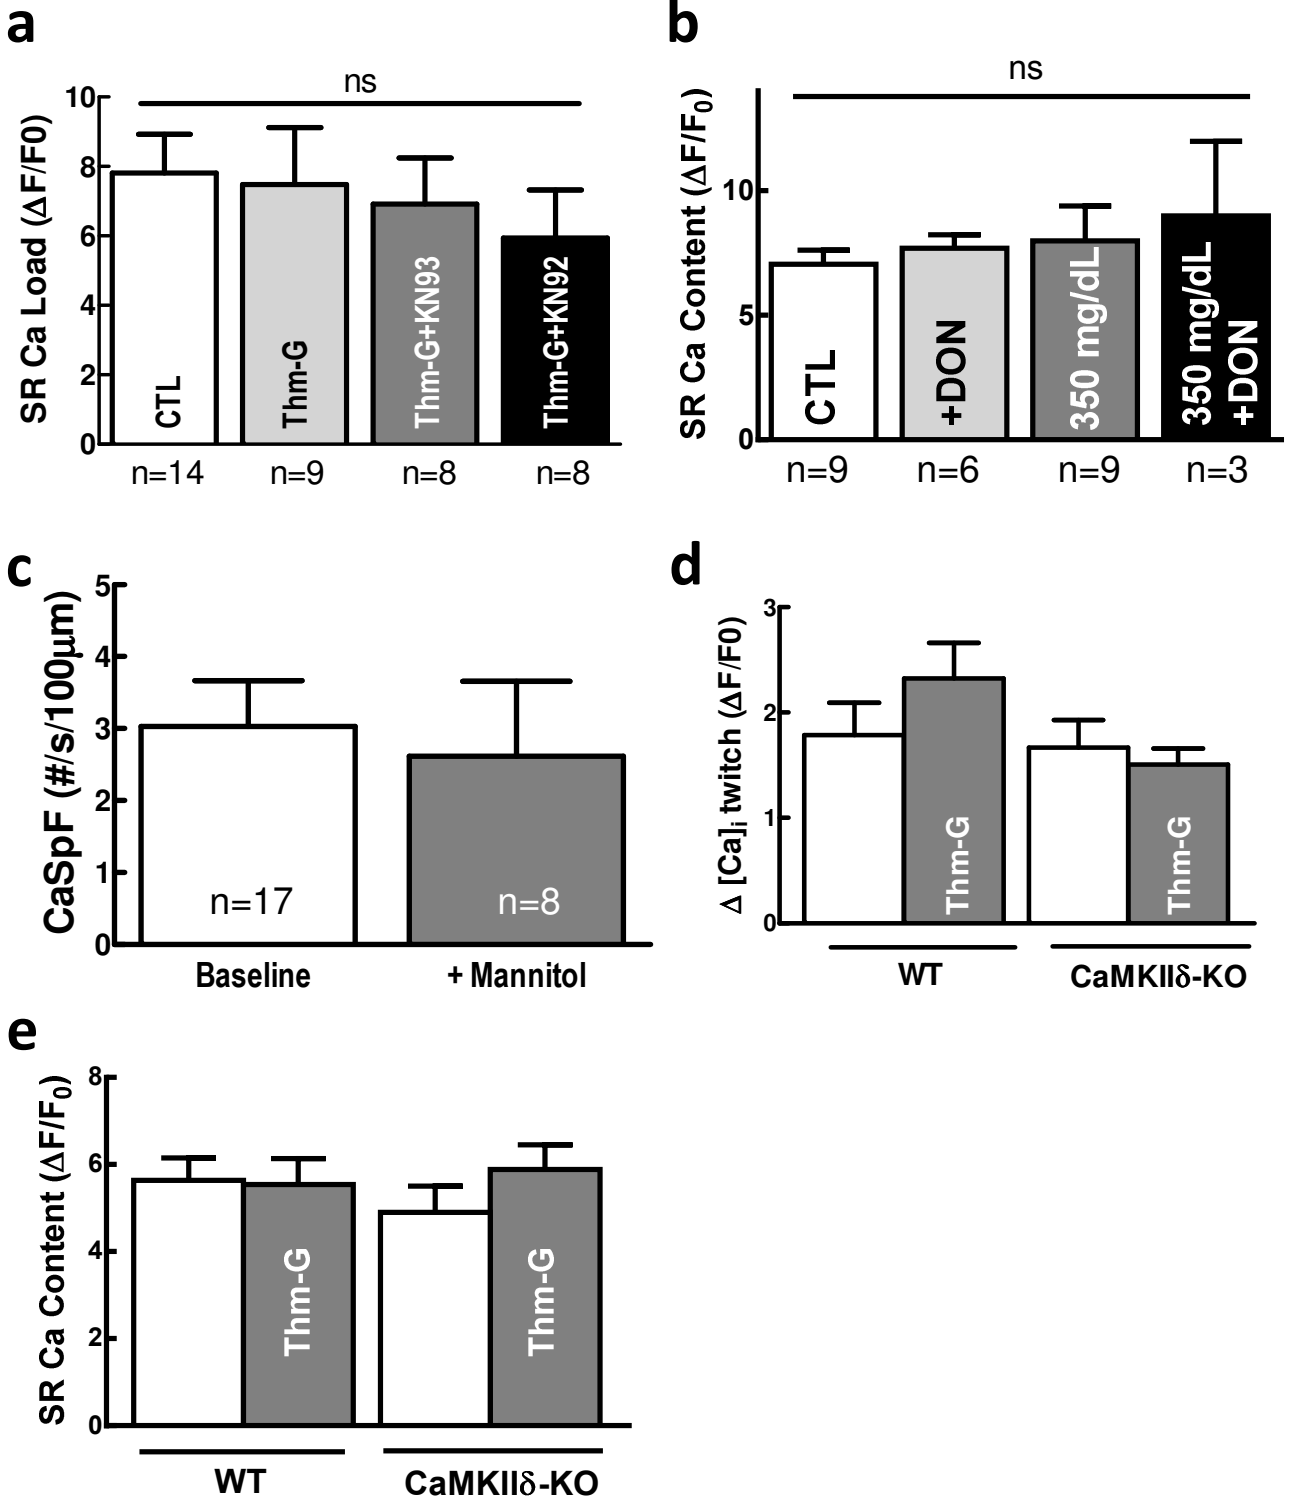 a
ns
SR Ca Load (ΔF/F0)
10
8
6
4
2
0
CTL
Thm-G
Thm-G+KN93
Thm-G+KN92
n=14
n=9
n=8
n=8
b
ns
SR Ca Content (ΔF/F0)
10
5
0
CTL
+DON
350 mg/dL
350 mg/dL
+DON
n=9
n=6
n=9
n=3
c
CaSpF (#/s/100μm)
5
4
3
2
1
0
n=17
n=8
Baseline
+ Mannitol
d
Δ [Ca]i twitch (ΔF/F0)
3
2
1
0
Thm-G
Thm-G
WT
CaMKIIδ-KO
e
SR Ca Content (ΔF/F0)
8
6
4
2
0
Thm-G
Thm-G
WT
CaMKIIδ-KO